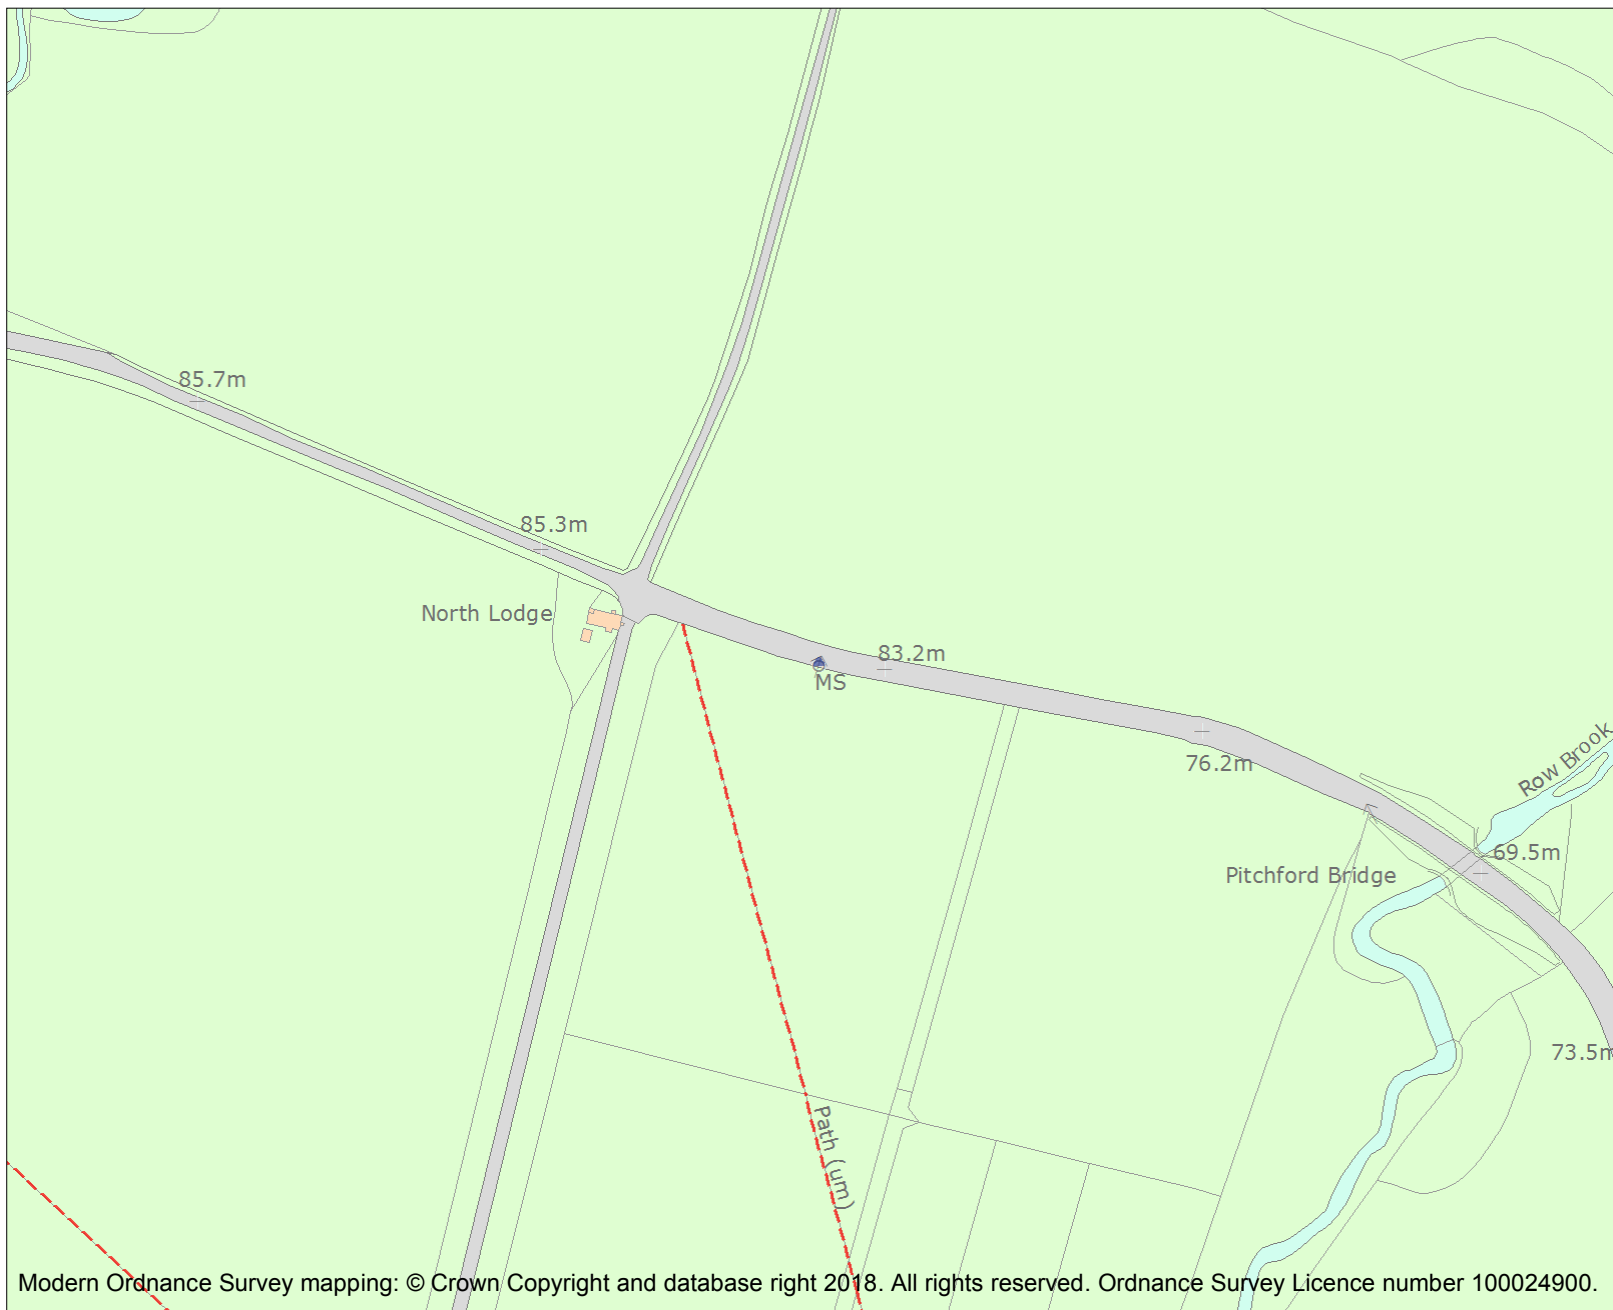 85.7m
85.3m
North Lodge
83.2m
MS
76.2m
Row Brook
69.5m
Pitchford Bridge
73.5m
Path (um)
Modern Ordnance Survey mapping: © Crown Copyright and database right 2018. All rights reserved. Ordnance Survey Licence number 100024900.